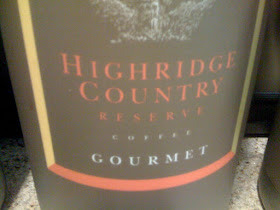 HIGHRIDGE
COUNTRY
RESERVE
COFFEE
GOURMET